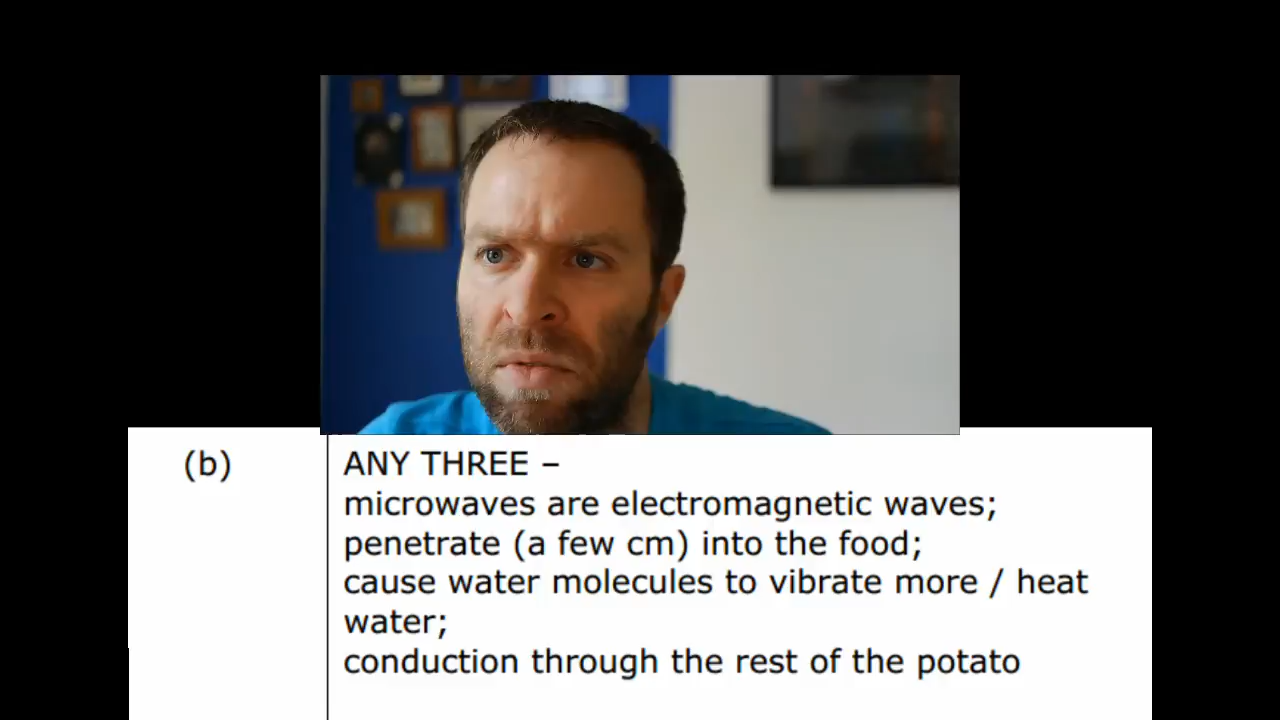 (b) ANY THREE –
microwaves are electromagnetic waves;
penetrate (a few cm) into the food;
cause water molecules to vibrate more / heat
water;
conduction through the rest of the potato